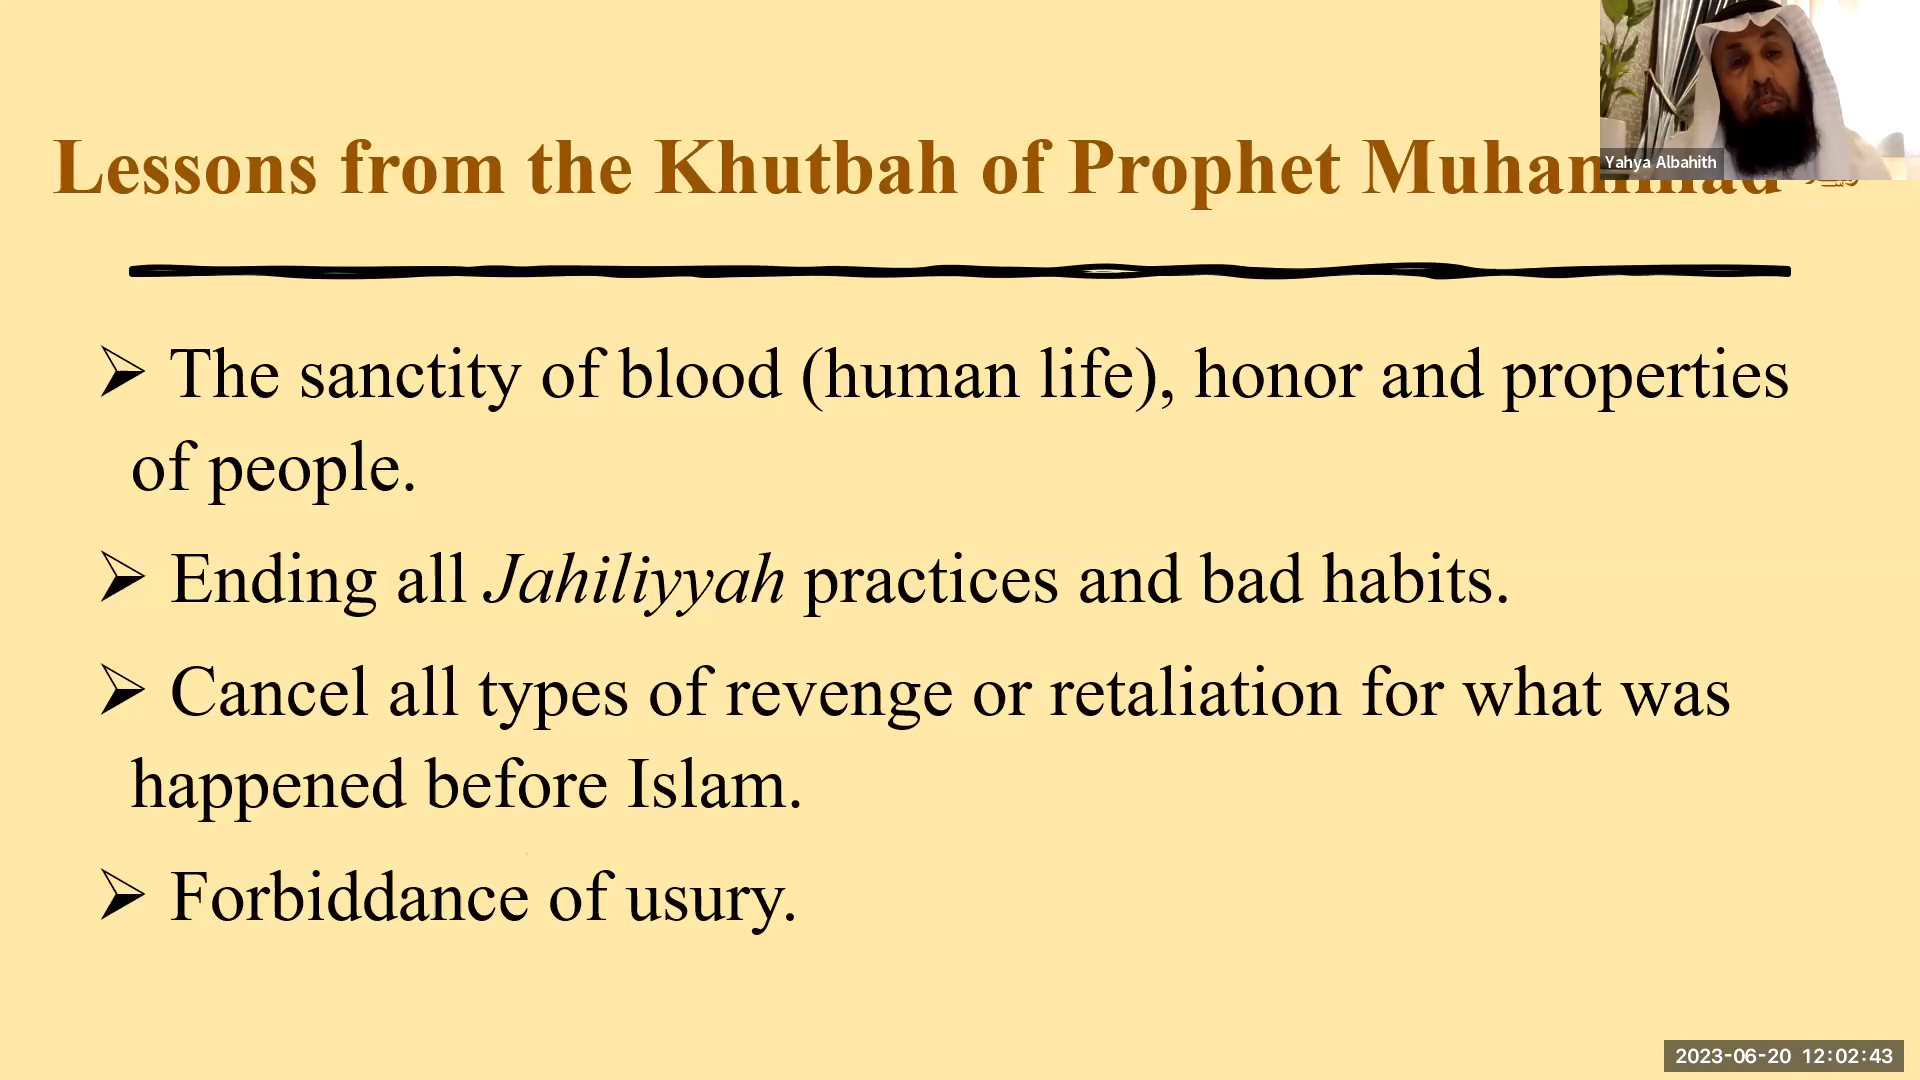 Yahya Albahith
Lessons from the Khutbah of Prophet Muhammad
➢ The sanctity of blood (human life), honor and properties
of people.
➢ Ending all Jahiliyyah practices and bad habits.
➢ Cancel all types of revenge or retaliation for what was
happened before Islam.
➢ Forbiddance of usury.
2023-06-20 12:02:43